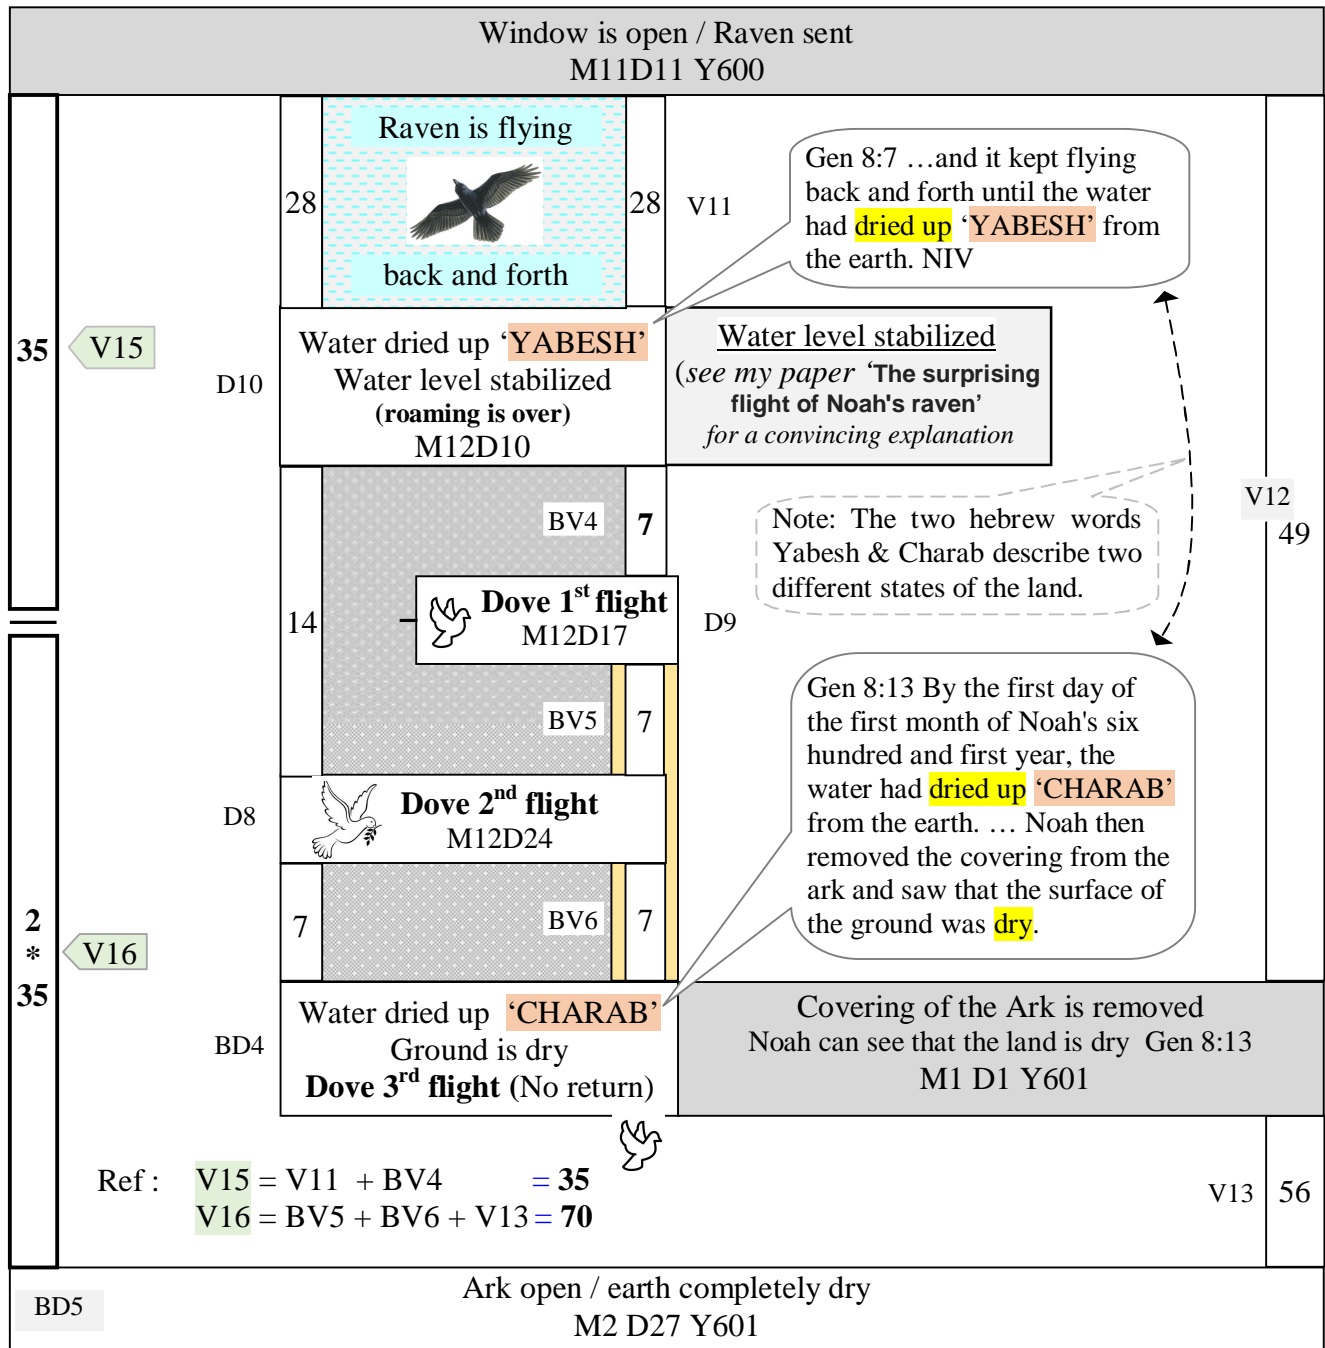 Window is open / Raven sent
M11D11 Y600
Raven is flying
back and forth
28
28
V11
Gen 8:7 …and it kept flying
back and forth until the water
had dried up ‘YABESH’ from
the earth. NIV
35
V15
D10
Water dried up ‘YABESH’
Water level stabilized
(roaming is over)
M12D10
Water level stabilized
(see my paper ‘The surprising
flight of Noah's raven’
for a convincing explanation
V12
49
Note: The two hebrew words
Yabesh & Charab describe two
different states of the land.
14
BV4
7
Dove 1st flight
M12D17
D9
BV5
7
D8
Dove 2nd flight
M12D24
Gen 8:13 By the first day of
the first month of Noah's six
hundred and first year, the
water had dried up ‘CHARAB’
from the earth. … Noah then
removed the covering from the
ark and saw that the surface of
the ground was dry.
7
BV6
7
2
*
35
V16
BD4
Water dried up ‘CHARAB’
Ground is dry
Dove 3rd flight (No return)
Covering of the Ark is removed
Noah can see that the land is dry Gen 8:13
M1 D1 Y601
Ref : V15 = V11 + BV4 = 35
V16 = BV5 + BV6 + V13 = 70
V13
56
BD5
Ark open / earth completely dry
M2 D27 Y601